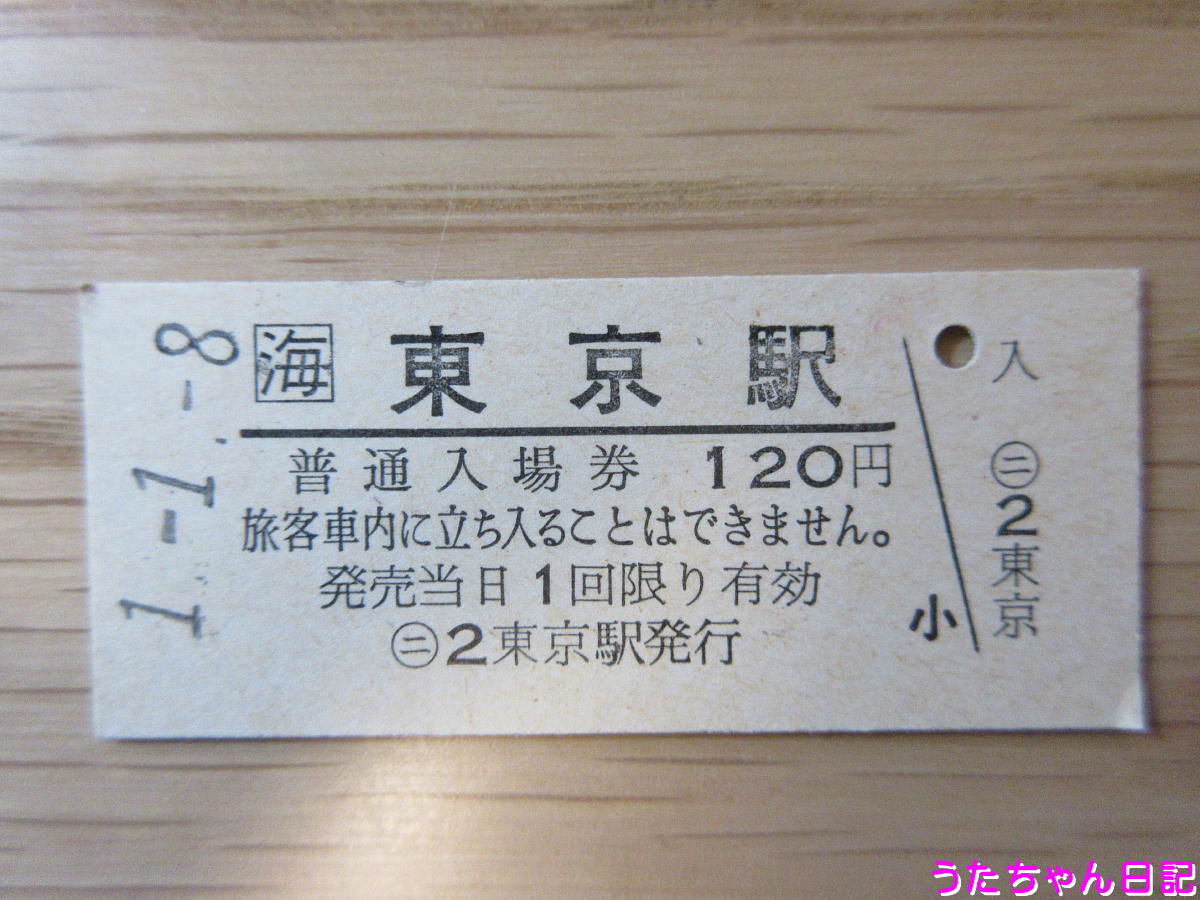 1.-1.-8
海 東京駅
普通入場券 120円
旅客車内に立ち入ることはできません。
発売当日1回限り有効
㊁2東京駅発行
小
入
㊁
2
東京
うたちゃん日記